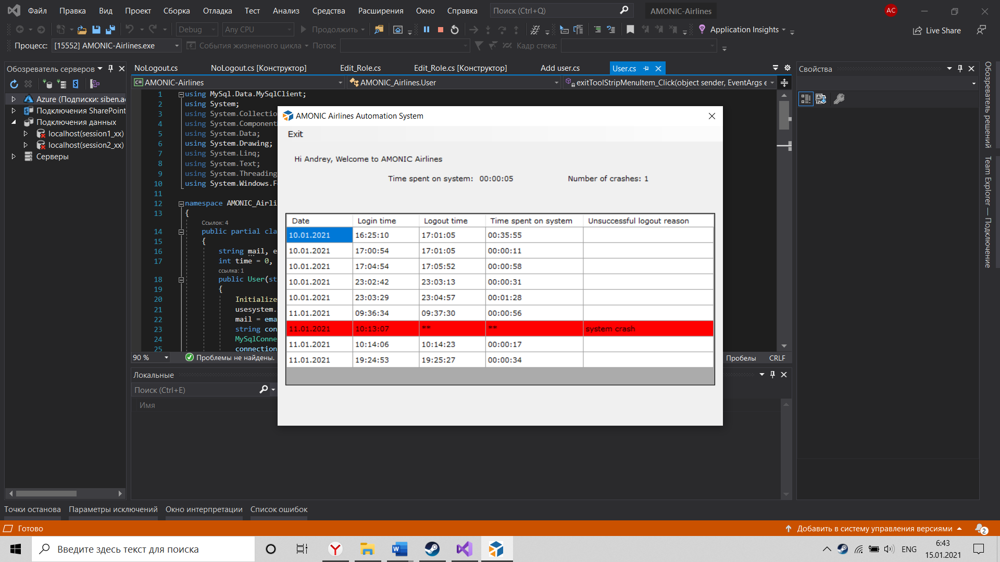 Файл Правка Вид Проект Сборка Отладка Тест Анализ Средства Расширения Окно Справка Поиск (Ctrl+Q) AMONIC-Airlines AC
Debug Any CPU Продолжить Application Insights Live Share
Процесс: [15552] AMONIC-Airlines.exe События жизненного цикла Поток: Кадр стека:
Обозреватель серверов
Azure (Подписки: siben.a
Подключения SharePoint
Подключения данных
localhost(session1_xx)
localhost(session2_xx)
Серверы
NoLogout.cs NoLogout.cs [Конструктор] Edit_Role.cs Edit_Role.cs [Конструктор] Add user.cs User.cs
C# AMONIC-Airlines AMONIC_Airlines.User exitToolStripMenuItem_Click(object sender, EventArgs e
1 using MySql.Data.MySqlClient;
2 using System;
3 using System.Collectio
4 using System.Component
5 using System.Data;
6 using System.Drawing;
7 using System.Linq;
8 using System.Text;
9 using System.Threading
10 using System.Windows.F
11
12 namespace AMONIC_Airli
13 {
Ссылок: 4
14 public partial cla
15 {
16 string mail, e
17 int time = 0,
ссылка: 1
18 public User(st
19 {
20 Initialize
21 usesystem.
22 mail = ema
23 string con
24 MySqlConne
25 connection
90 % Проблемы не найдены. Пробелы CRLF
AMONIC Airlines Automation System
Exit
Hi Andrey, Welcome to AMONIC Airlines
Time spent on system: 00:00:05 Number of crashes: 1
Date Login time Logout time Time spent on system Unsuccessful logout reason
10.01.2021 16:25:10 17:01:05 00:35:55
10.01.2021 17:00:54 17:01:05 00:00:11
10.01.2021 17:04:54 17:05:52 00:00:58
10.01.2021 23:02:42 23:03:13 00:00:31
10.01.2021 23:03:29 23:04:57 00:01:28
11.01.2021 09:36:34 09:37:30 00:00:56
11.01.2021 10:13:07 ** ** system crash
11.01.2021 10:14:06 10:14:23 00:00:17
11.01.2021 19:24:53 19:25:27 00:00:34
Локальные
Поиск (Ctrl+E)
Имя
Свойства
Обозреватель решений
Team Explorer — Подключение
Точки останова Параметры исключений Окно интерпретации Список ошибок
Готово Добавить в систему управления версиями 2
Введите здесь текст для поиска ENG 6:43
15.01.2021